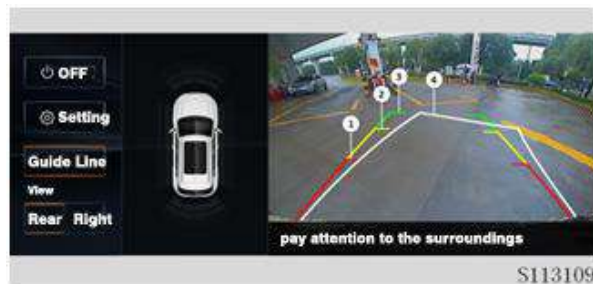 OFF
Setting
Guide Line
View
Rear Right
1
2
3
4
pay attention to the surroundings
S113109